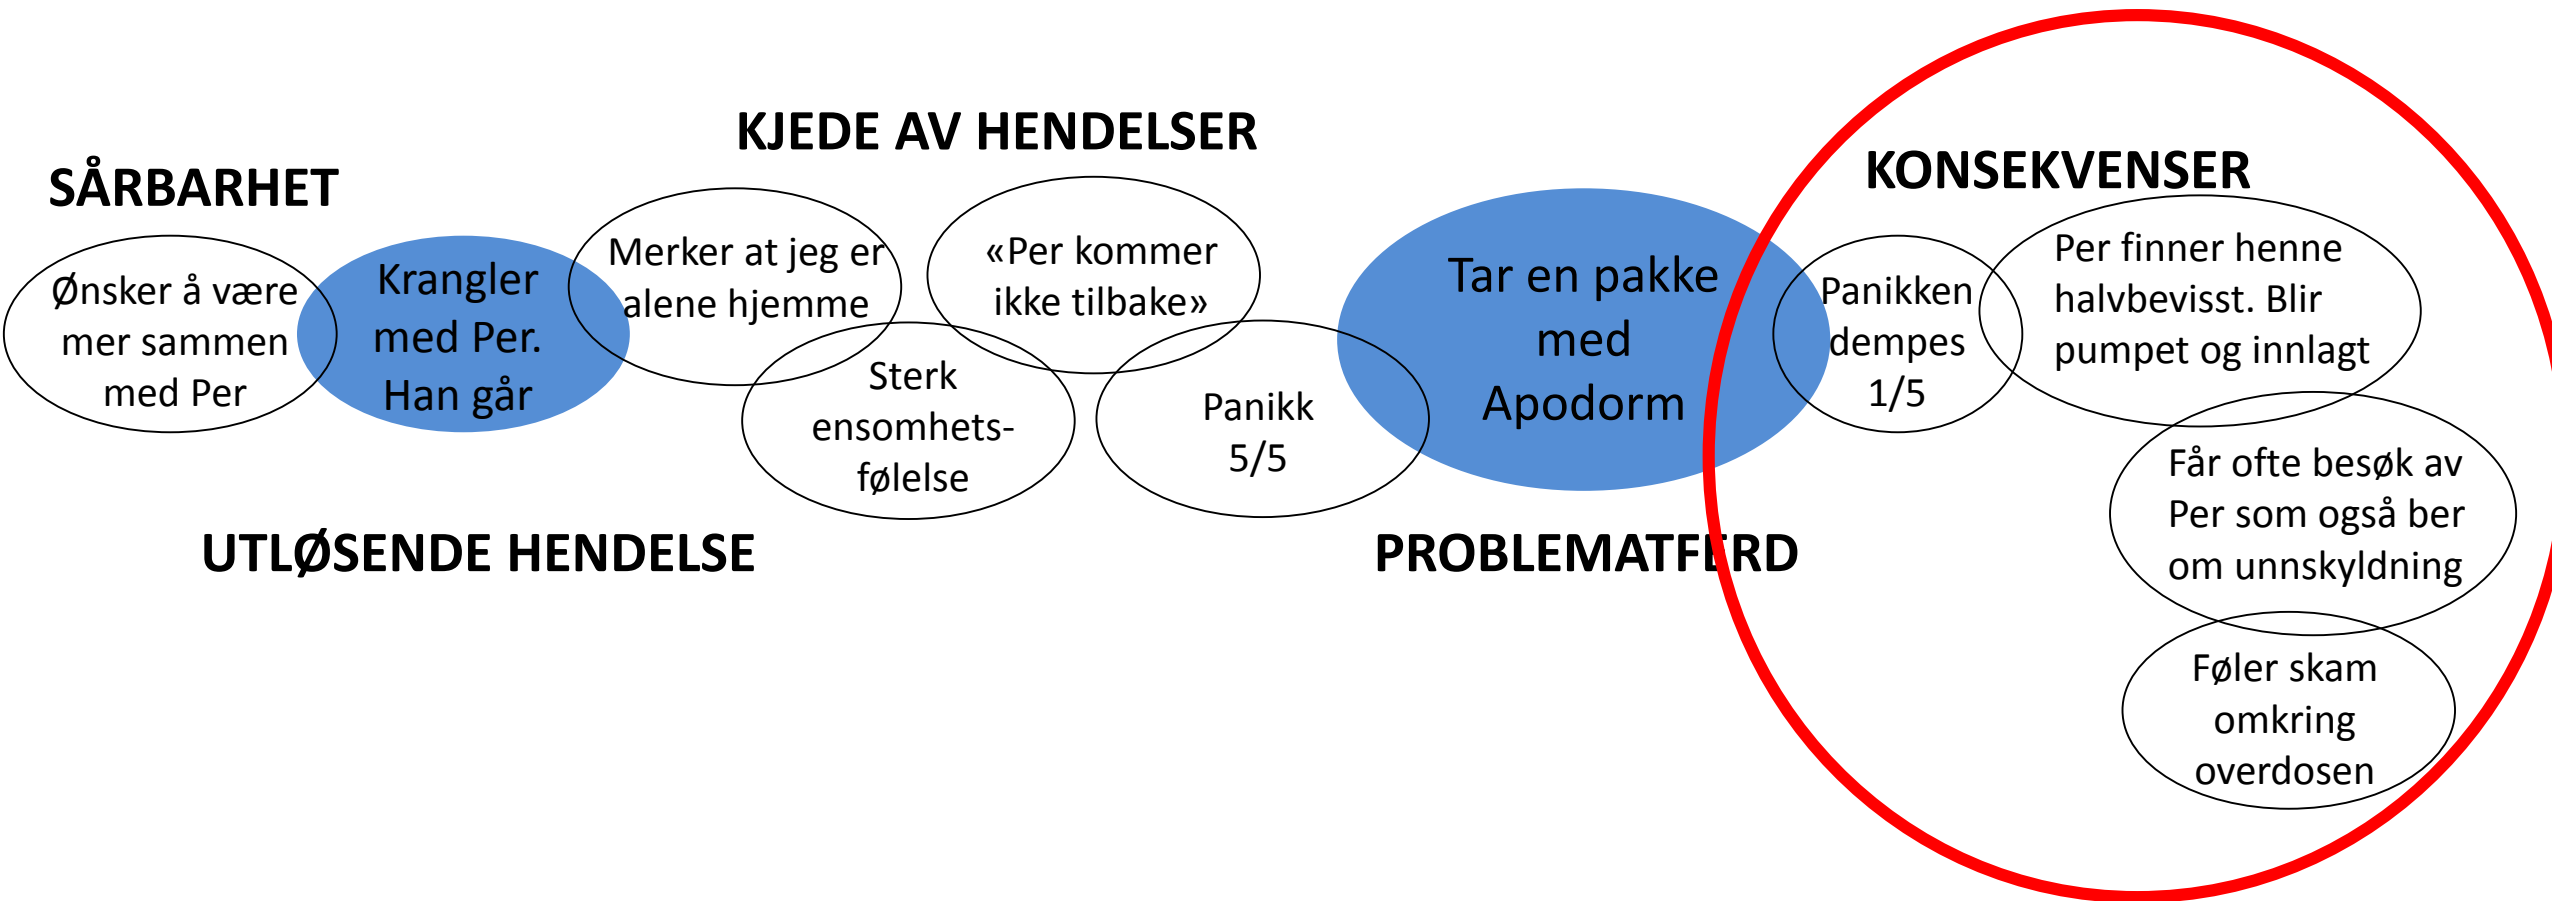 KJEDE AV HENDELSER
SÅRBARHET
KONSEKVENSER
Ønsker å være
mer sammen
med Per
Krangler
med Per.
Han går
Merker at jeg er
alene hjemme
Sterk
ensomhets-
følelse
«Per kommer
ikke tilbake»
Panikk
5/5
Tar en pakke
med
Apodorm
Panikken
dempes
1/5
Per finner henne
halvbevisst. Blir
pumpet og innlagt
Får ofte besøk av
Per som også ber
om unnskyldning
Føler skam
omkring
overdosen
UTLØSENDE HENDELSE
PROBLEMATFERD